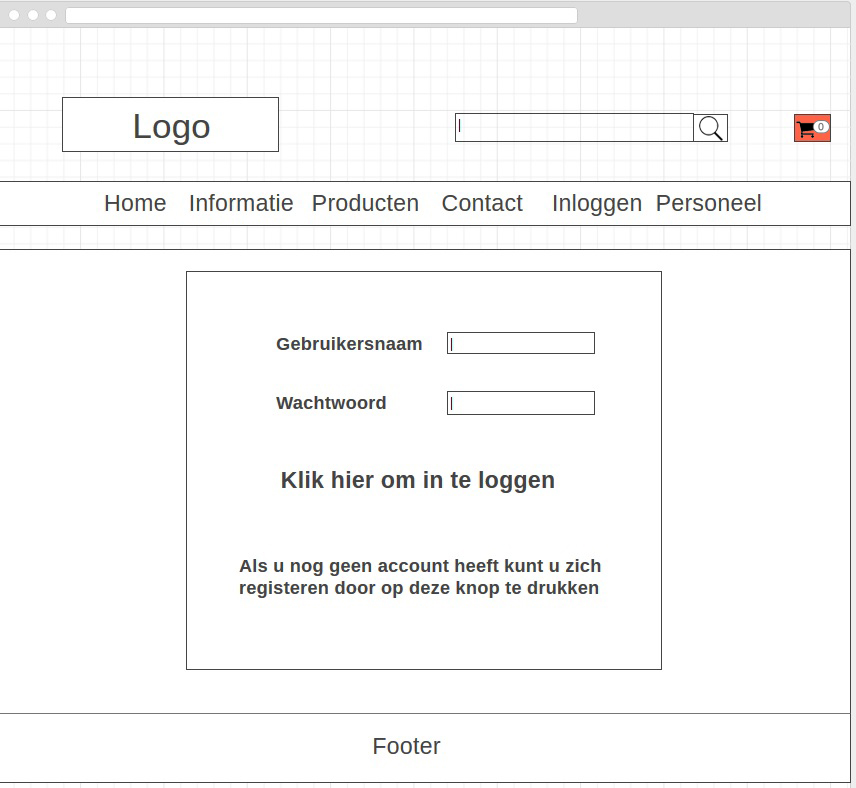 Logo
0
Home Informatie Producten Contact Inloggen Personeel
Gebruikersnaam
Wachtwoord
Klik hier om in te loggen
Als u nog geen account heeft kunt u zich
registeren door op deze knop te drukken
Footer